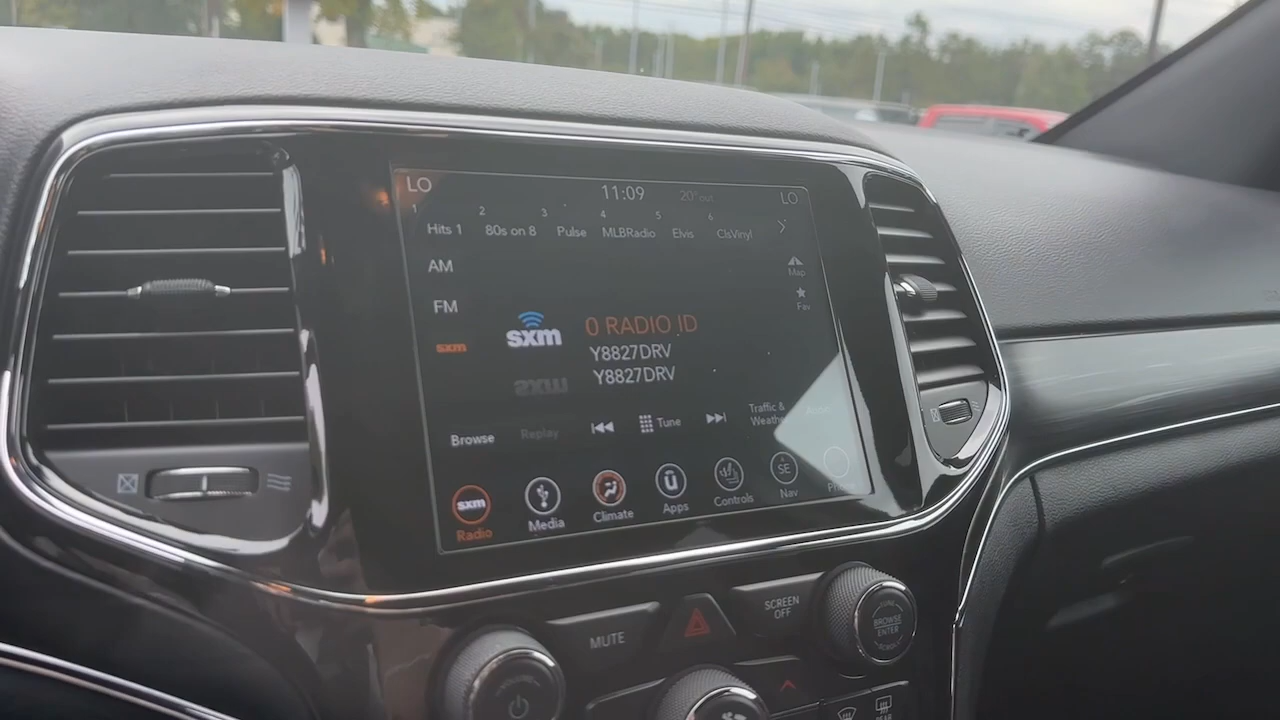 LO 11:09 20° out LO
1 2 3 4 5 6
Hits 1 80s on 8 Pulse MLBRadio Elvis ClsVinyl
AM
Map
FM
Fav
sxm
sxm
0 RADIO ID
Y8827DRV
Y8827DRV
Browse Replay Tune Traffic &
sxm SE
Radio Media Climate Apps Controls Nav
MUTE
SCREEN
OFF
BROWSE
ENTER